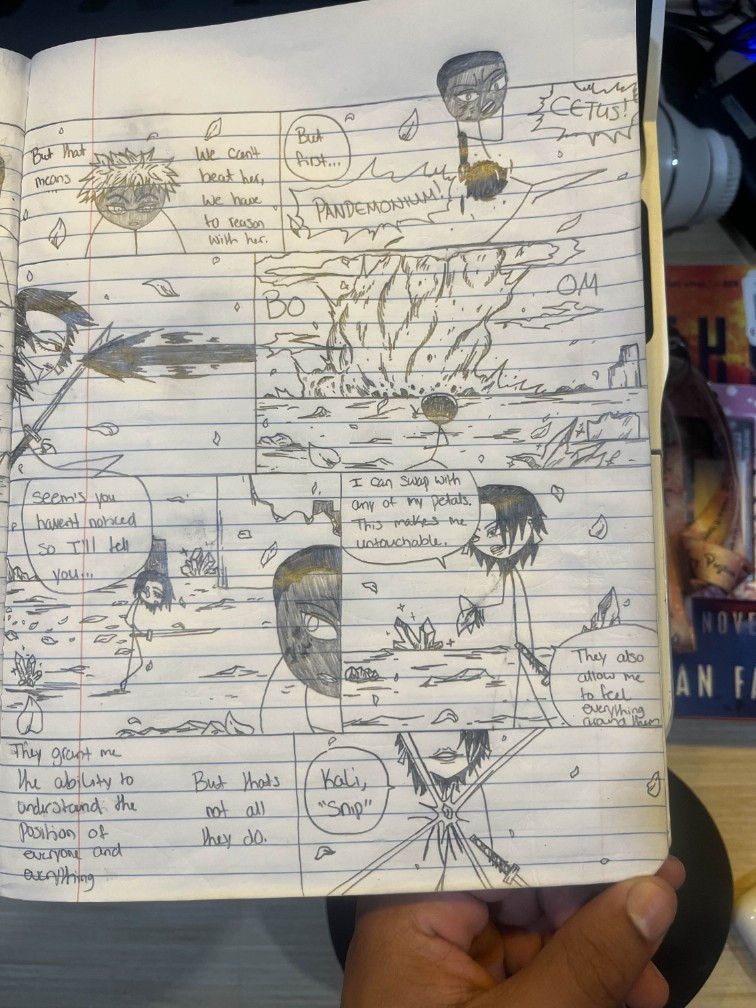 But that
means
We can't
beat her,
we have
to reason
with her.
But
first...
PANDEMONIUM!
CETUS!
BO
OM
seem's you
havent noticed
so I'll tell
you...
I can swap with
any of my petals.
This makes me
untouchable.
They also
allow me
to feel
everything
around them
They grant me
the ability to
understand the
position of
everyone and
everything
But thats
not all
they do.
Kali,
"Snip"
NOVE
AN FA